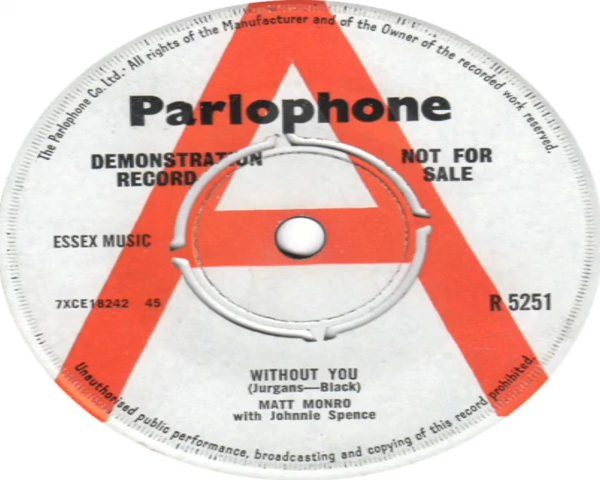 The Parlophone Co. Ltd. · All rights of the Manufacturer and of the Owner of the recorded work reserved.
Parlophone
DEMONSTRATION
RECORD
NOT FOR
SALE
ESSEX MUSIC
7XCE18242 45
R 5251
WITHOUT YOU
(Jurgans—Black)
MATT MONRO
with Johnnie Spence
Unauthorised public performance, broadcasting and copying of this record prohibited.